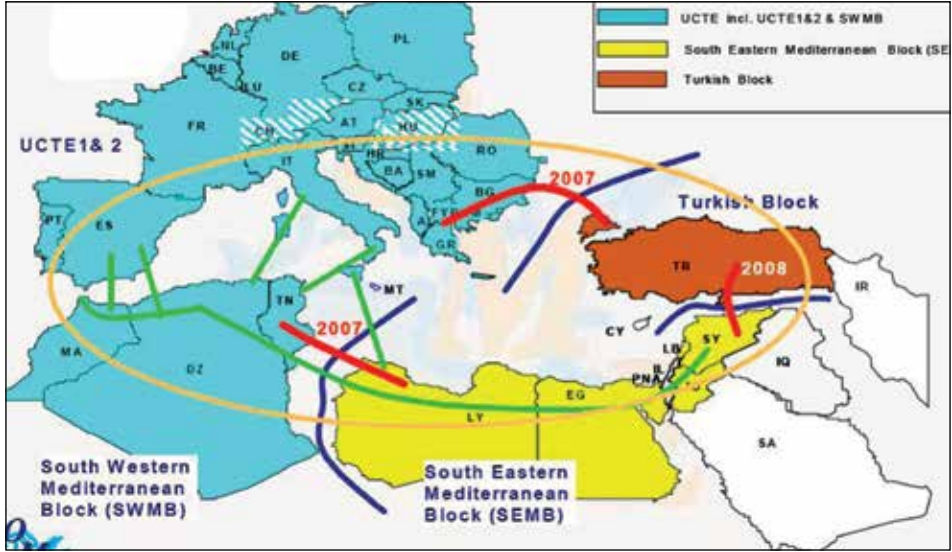 UCTE incl. UCTE1&2 & SWMB
South Eastern Mediterranean Block (SE
Turkish Block
NL
PL
DE
BE
LU
CZ
SK
FR
CH
AT
HU
UCTE1& 2
IT
HR
RO
BA
SM
BG
2007
PT
ES
GR
Turkish Block
TR
2008
IR
TN
MT
CY
2007
SY
LB
IL
MA
DZ
PNA
IQ
LY
EG
SA
South Western
Mediterranean
Block (SWMB)
South Eastern
Mediterranean
Block (SEMB)